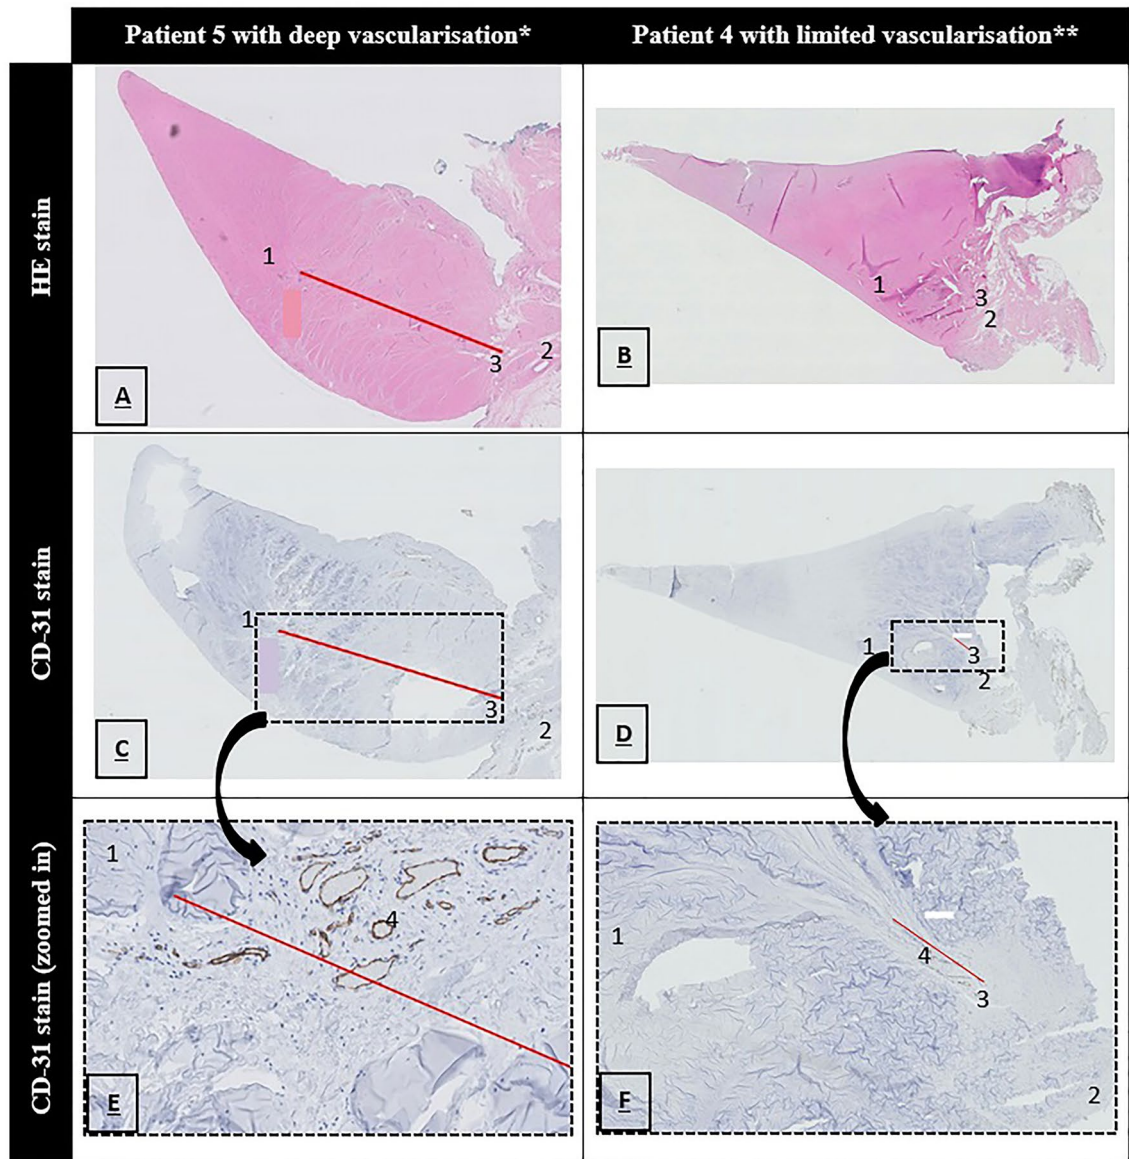 Patient 5 with deep vascularisation*
Patient 4 with limited vascularisation**
HE stain
1
3
2
A
1
3
2
B
CD-31 stain
1
3
2
C
1
3
2
D
CD-31 stain (zoomed in)
1
4
E
1
4
3
2
F